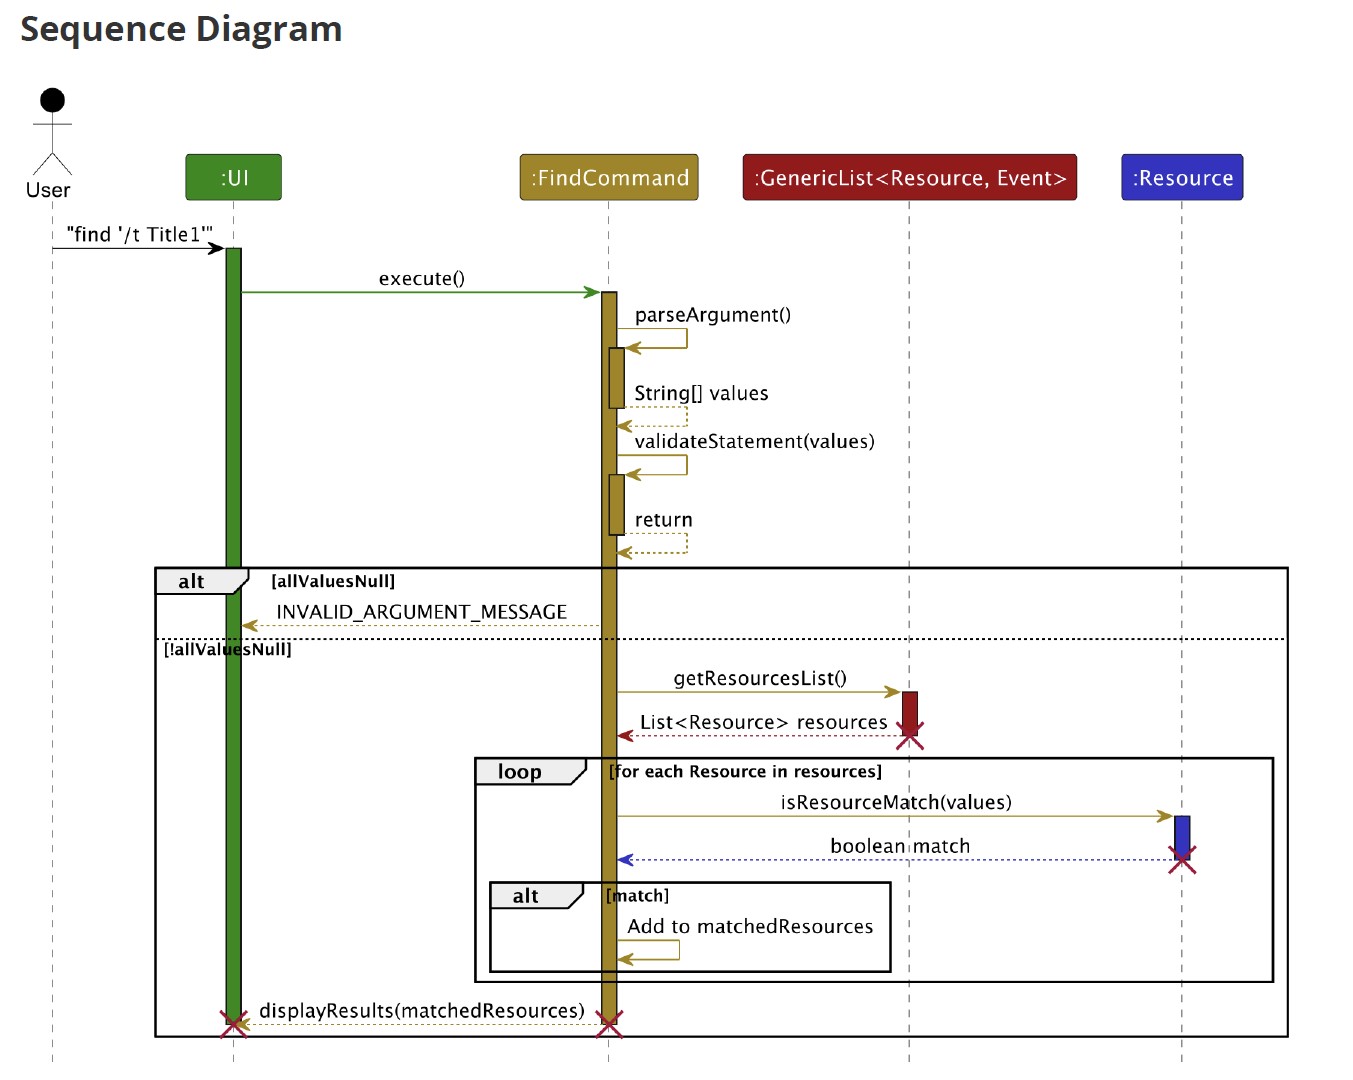 Sequence Diagram
User
:UI
:FindCommand
:GenericList<Resource, Event>
:Resource
"find '/t Title1'"
execute()
parseArgument()
String[] values
validateStatement(values)
return
alt
[allValuesNull]
INVALID_ARGUMENT_MESSAGE
[!allValuesNull]
getResourcesList()
List<Resource> resources
loop
[for each Resource in resources]
isResourceMatch(values)
boolean match
alt
[match]
Add to matchedResources
displayResults(matchedResources)